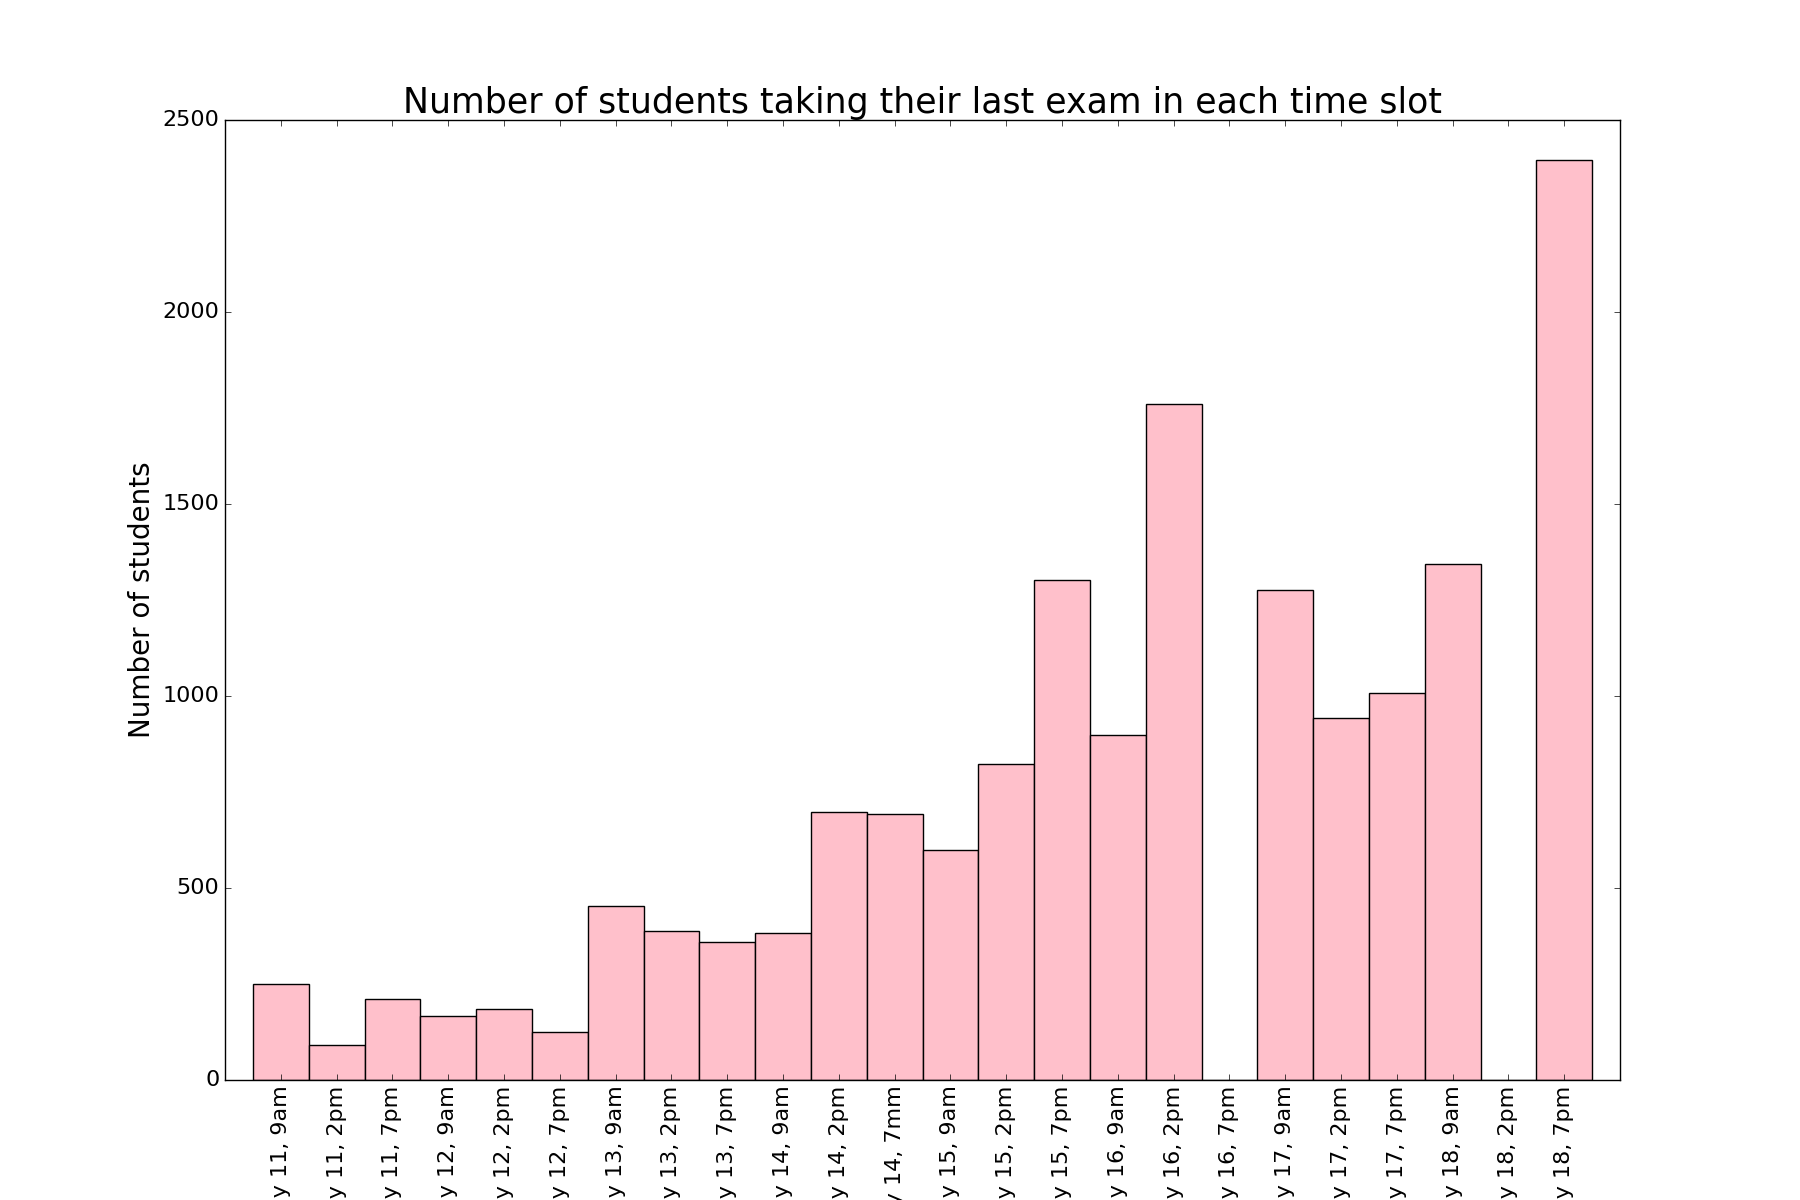 Number of students taking their last exam in each time slot
Number of students
2500
2000
1500
1000
500
0
y 11, 9am
y 11, 2pm
y 11, 7pm
y 12, 9am
y 12, 2pm
y 12, 7pm
y 13, 9am
y 13, 2pm
y 13, 7pm
y 14, 9am
y 14, 2pm
y 14, 7mm
y 15, 9am
y 15, 2pm
y 15, 7pm
y 16, 9am
y 16, 2pm
y 16, 7pm
y 17, 9am
y 17, 2pm
y 17, 7pm
y 18, 9am
y 18, 2pm
y 18, 7pm